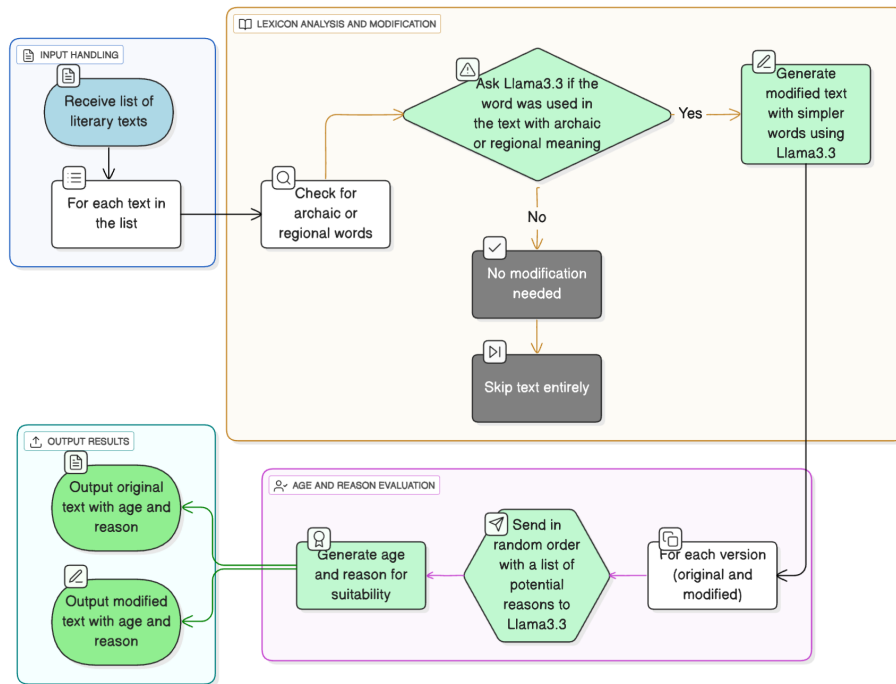 LEXICON ANALYSIS AND MODIFICATION
INPUT HANDLING
Receive list of
literary texts
For each text in
the list
Check for
archaic or
regional words
Ask Llama3.3 if the
word was used in
the text with archaic
or regional meaning
Yes
Generate
modified text
with simpler
words using
Llama3.3
No
No modification
needed
Skip text entirely
AGE AND REASON EVALUATION
For each version
(original and
modified)
Send in
random order
with a list of
potential
reasons to
Llama3.3
Generate age
and reason for
suitability
OUTPUT RESULTS
Output original
text with age and
reason
Output modified
text with age and
reason